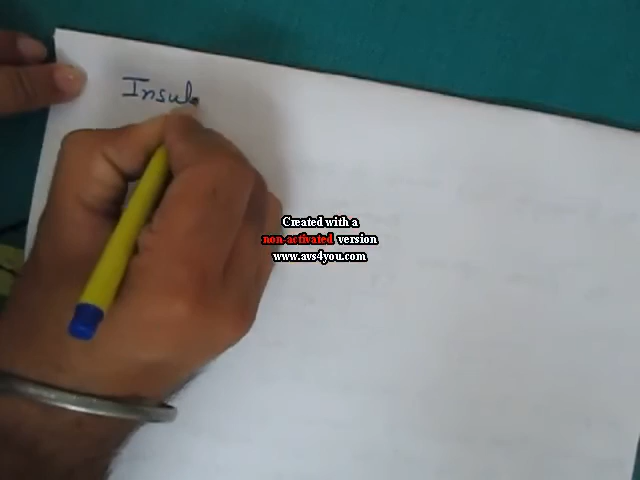 Insul
Created with a
non-activated version
www.avs4you.com